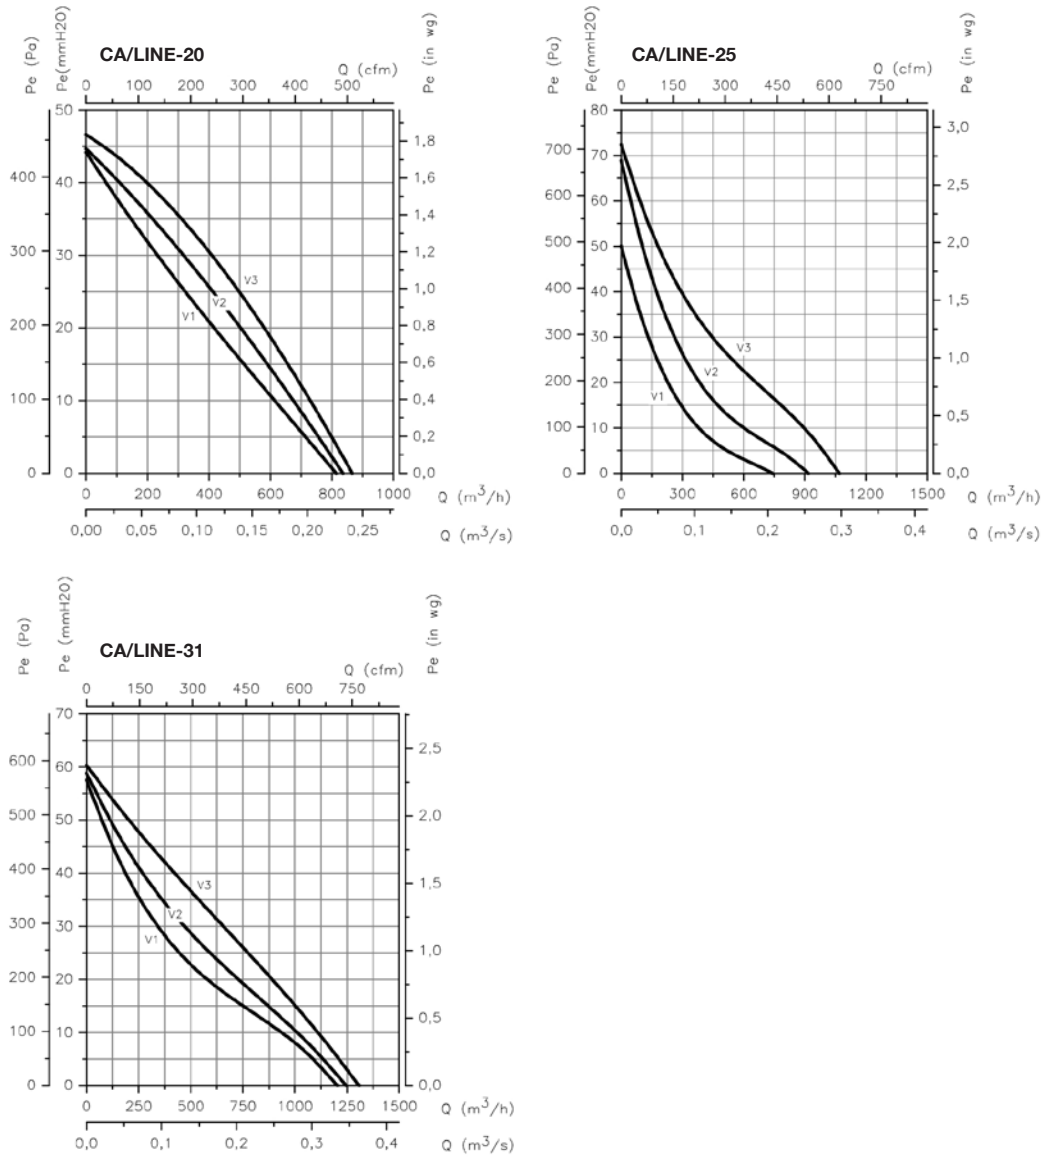 CA/LINE-20
Pe (Pa)
Pe(mmH2O)
Pe (in wg)
Q (cfm)
0 100 200 300 400 500
50
40
30
20
10
0
400
300
200
100
0
1,8
1,6
1,4
1,2
1,0
0,8
0,6
0,4
0,2
0,0
V3
V2
V1
0 200 400 600 800 1000 Q (m³/h)
0,00 0,05 0,10 0,15 0,20 0,25 Q (m³/s)
CA/LINE-25
Pe (Pa)
Pe(mmH2O)
Pe (in wg)
Q (cfm)
0 150 300 450 600 750
80
70
60
50
40
30
20
10
0
700
600
500
400
300
200
100
0
3,0
2,5
2,0
1,5
1,0
0,5
0,0
V3
V2
V1
0 300 600 900 1200 1500 Q (m³/h)
0,0 0,1 0,2 0,3 0,4 Q (m³/s)
CA/LINE-31
Pe (Pa)
Pe (mmH2O)
Pe (in wg)
Q (cfm)
0 150 300 450 600 750
70
60
50
40
30
20
10
0
600
500
400
300
200
100
0
2,5
2,0
1,5
1,0
0,5
0,0
V3
V2
V1
0 250 500 750 1000 1250 1500 Q (m³/h)
0,0 0,1 0,2 0,3 0,4 Q (m³/s)